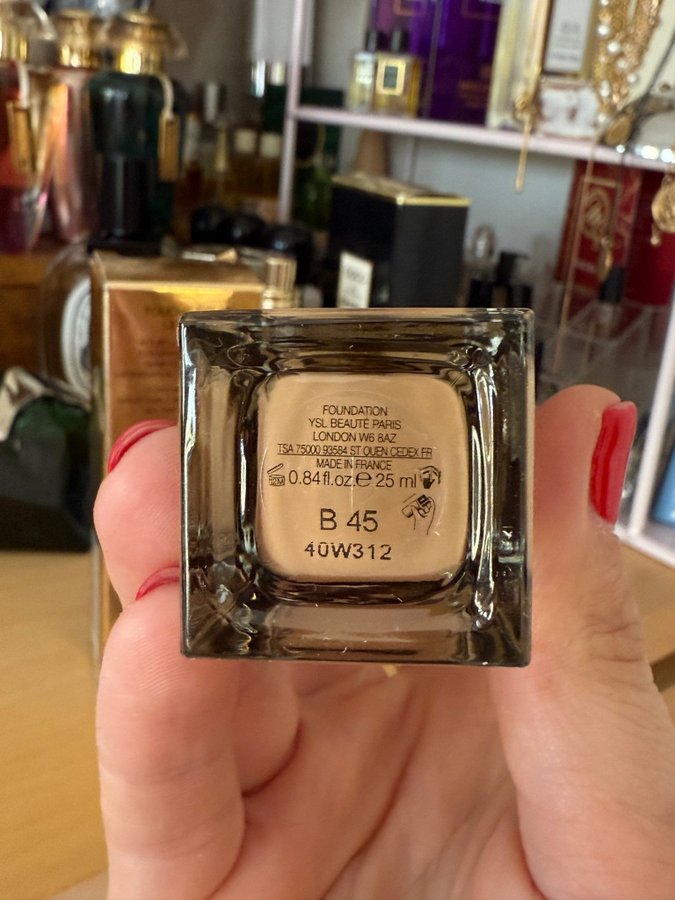 FOUNDATION
YSL BEAUTÉ PARIS
LONDON W6 8AZ
TSA 75000 93584 ST OUEN CEDEX FR
MADE IN FRANCE
0.84fl.oz.℮ 25 ml
B 45
40W312